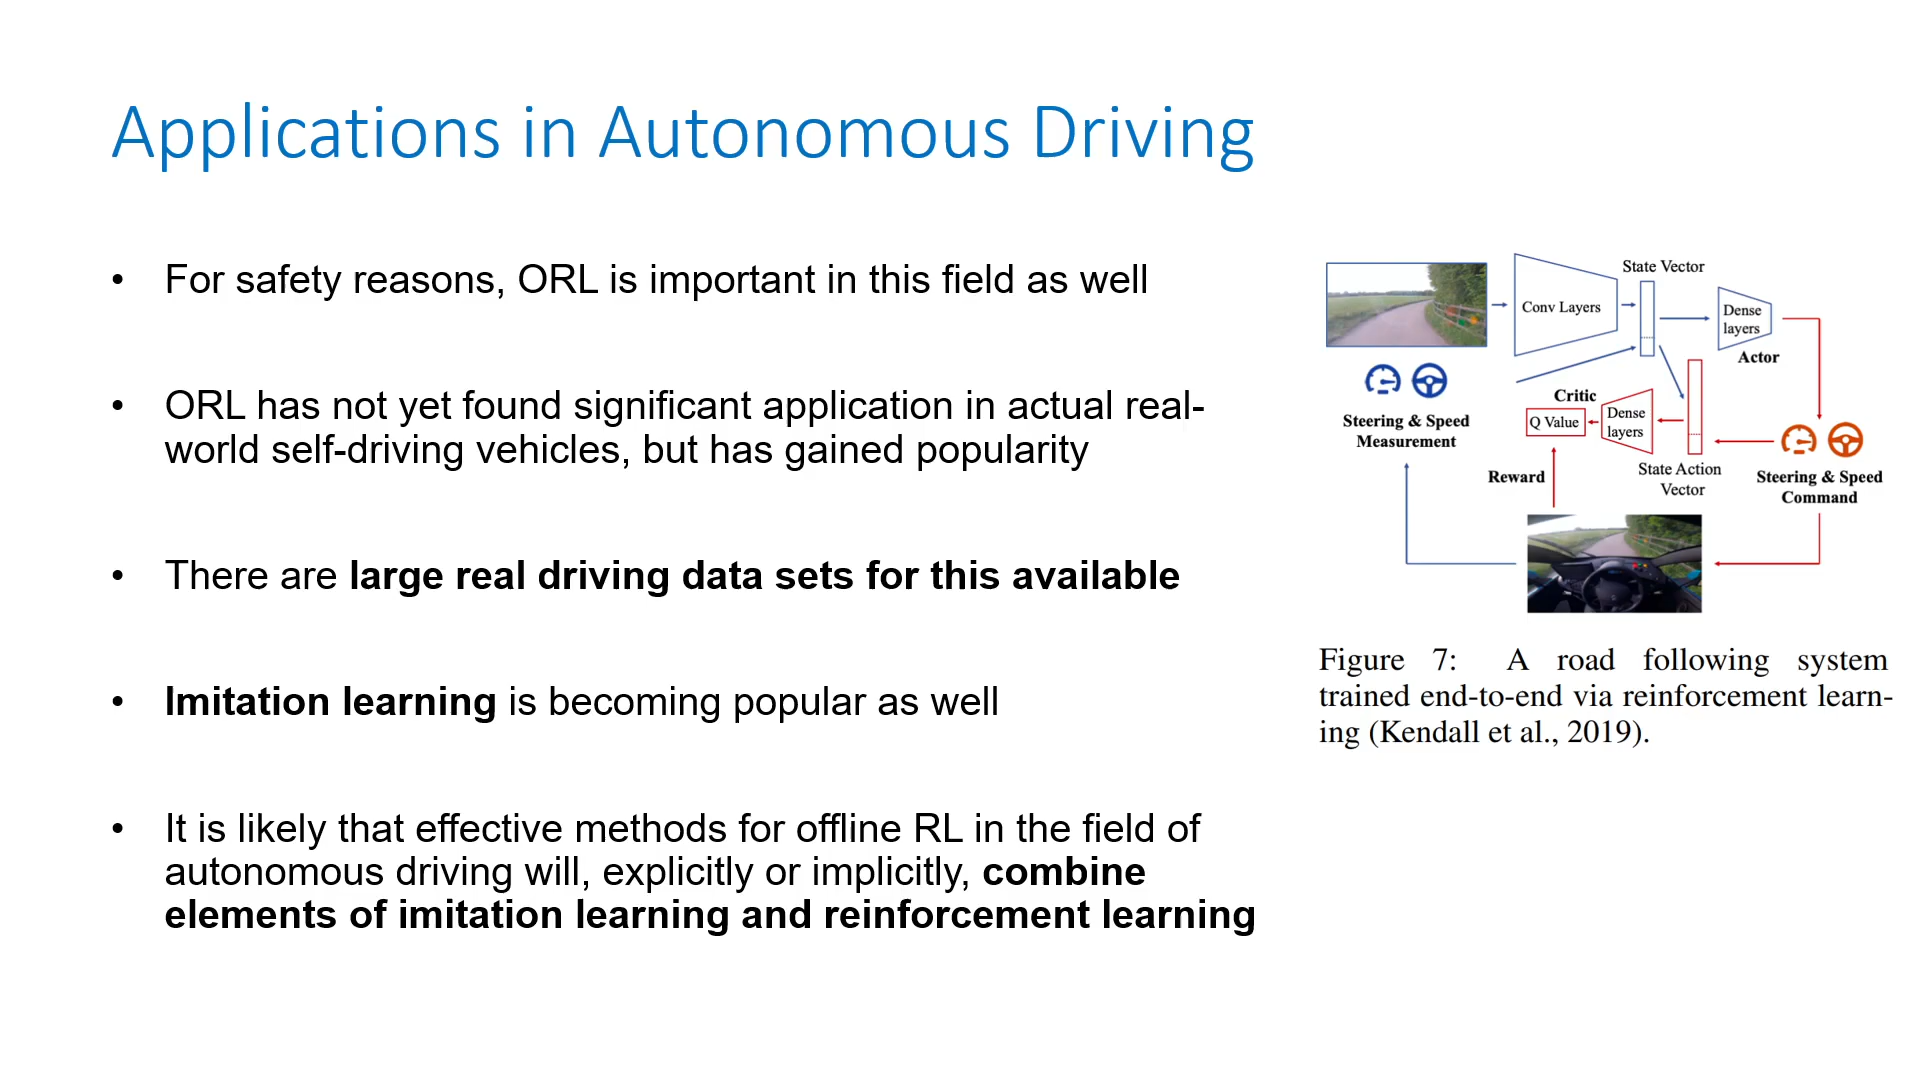 Applications in Autonomous Driving
• For safety reasons, ORL is important in this field as well
• ORL has not yet found significant application in actual real-
world self-driving vehicles, but has gained popularity
• There are large real driving data sets for this available
• Imitation learning is becoming popular as well
• It is likely that effective methods for offline RL in the field of
autonomous driving will, explicitly or implicitly, combine
elements of imitation learning and reinforcement learning
State Vector
Conv Layers
Dense
layers
Actor
Steering & Speed
Measurement
Critic
Q Value
Dense
layers
State Action
Vector
Reward
Steering & Speed
Command
Figure 7: A road following system
trained end-to-end via reinforcement learn-
ing (Kendall et al., 2019).